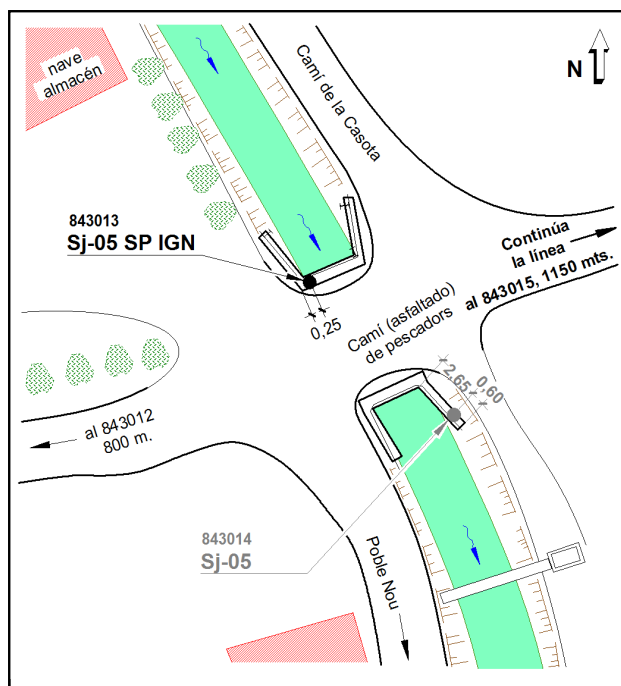 nave
almacén
Camí de la Casota
N
843013
Sj-05 SP IGN
0,25
Continúa
la línea
al 843015, 1150 mts.
Camí (asfaltado)
de pescadors
2,65
0,60
al 843012
800 m.
843014
Sj-05
Poble Nou